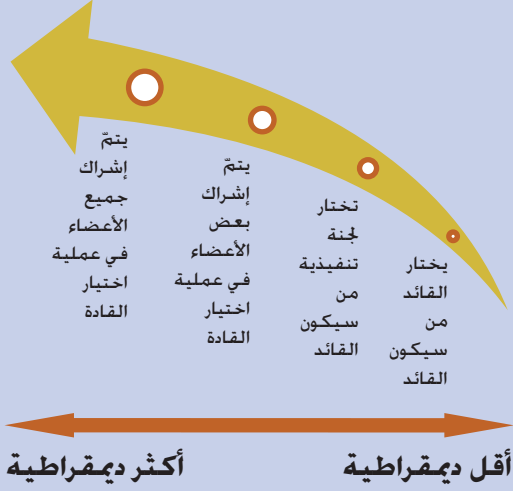 يختار
القائد
من
سيكون
القائد
تختار
لجنة
تنفيذية
من
سيكون
القائد
يتمّ
إشراك
بعض
الأعضاء
في عملية
اختيار
القادة
يتمّ
إشراك
جميع
الأعضاء
في عملية
اختيار
القادة
أقل ديمقراطية
أكثر ديمقراطية